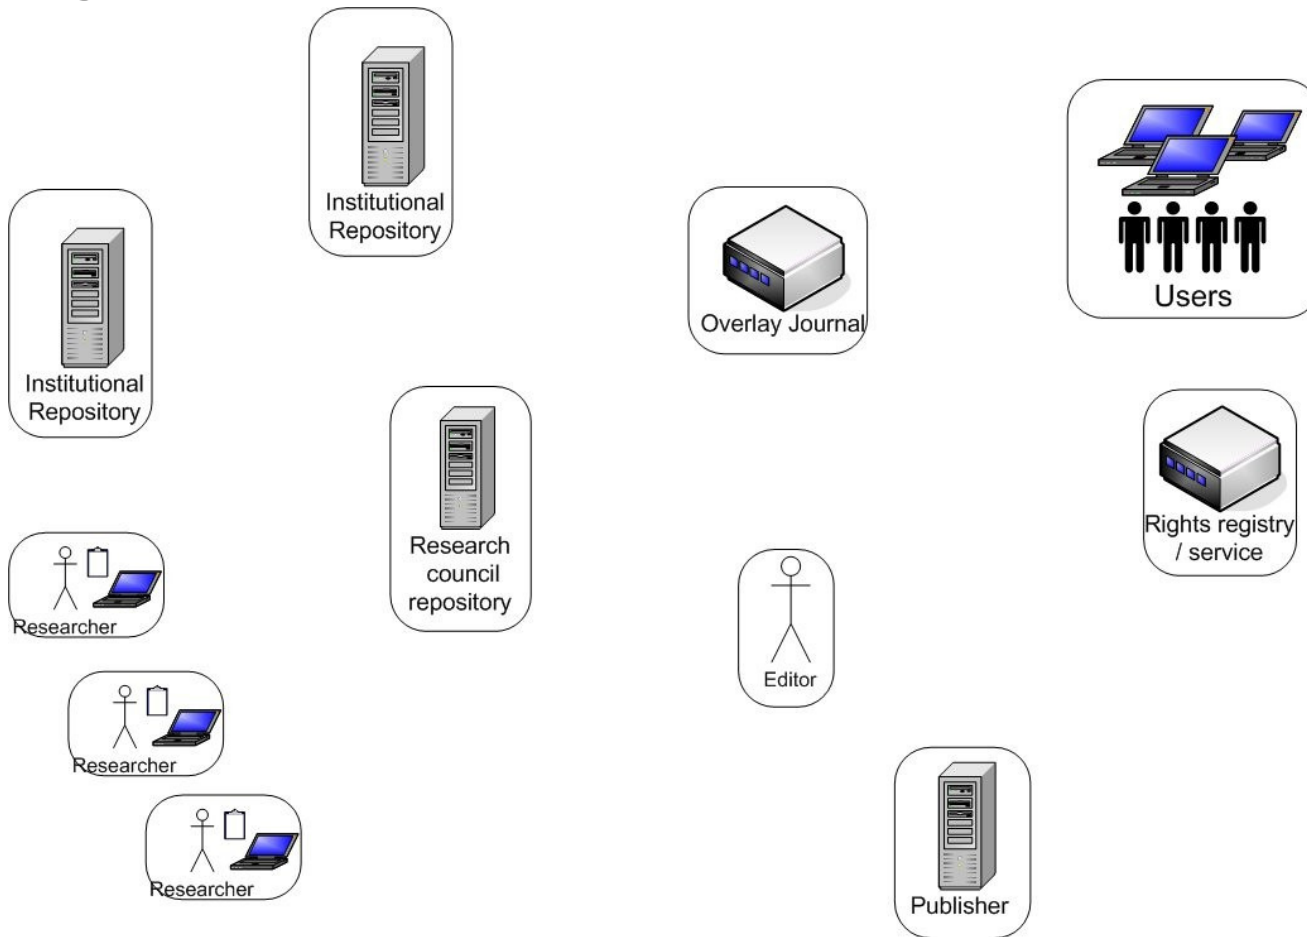 Institutional
Repository
Users
Overlay Journal
Institutional
Repository
Rights registry
/ service
Research
council
repository
Researcher
Editor
Researcher
Researcher
Publisher